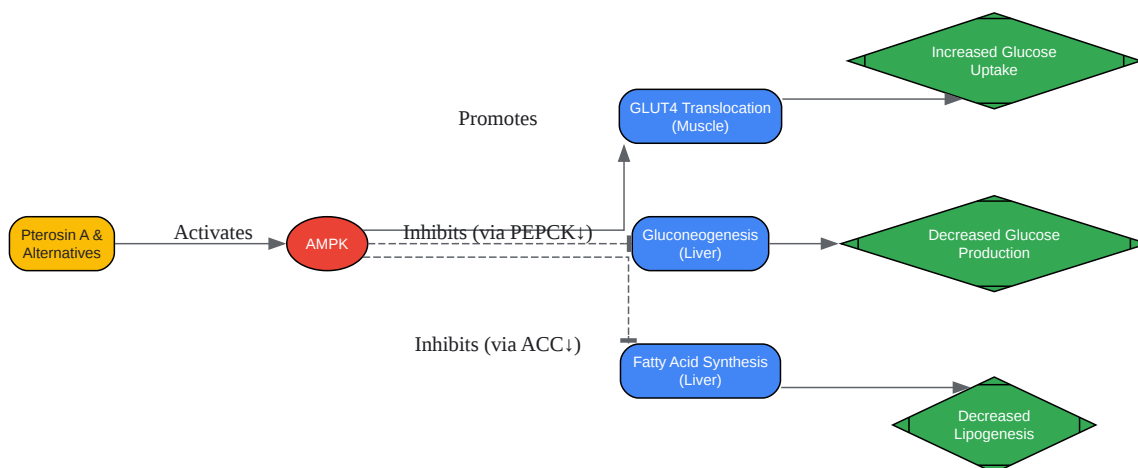 Increased Glucose
Uptake
GLUT4 Translocation
(Muscle)
Promotes
Pterosin A &
Alternatives
Activates
AMPK
Inhibits (via PEPCK↓)
Gluconeogenesis
(Liver)
Decreased Glucose
Production
Inhibits (via ACC↓)
Fatty Acid Synthesis
(Liver)
Decreased
Lipogenesis